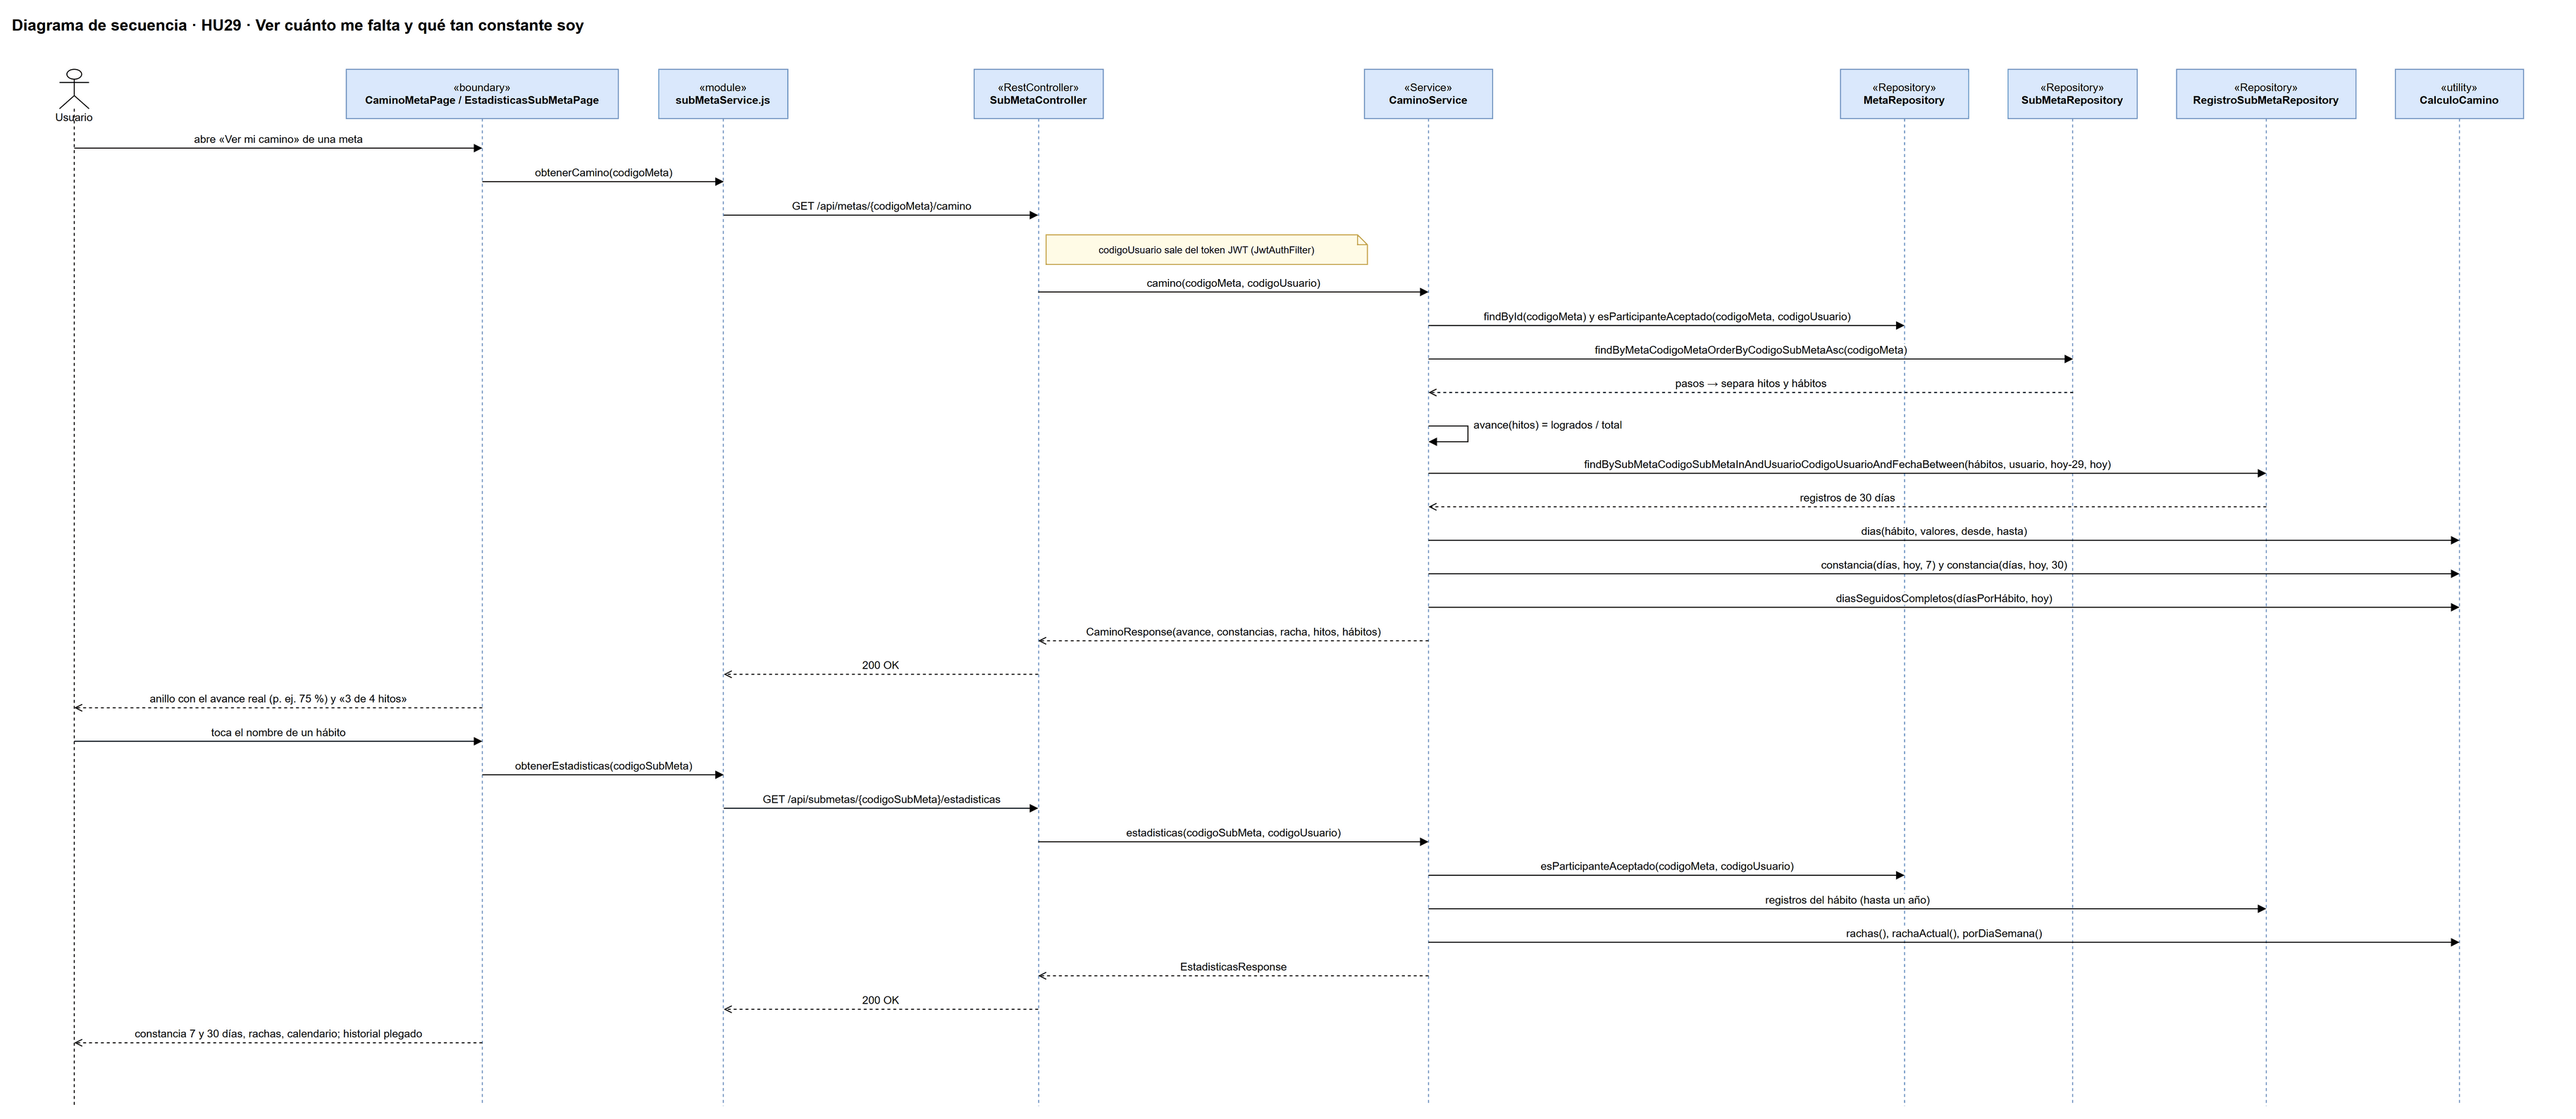 Diagrama de secuencia · HU29 · Ver cuánto me falta y qué tan constante soy
Usuario
«boundary»
CaminoMetaPage / EstadisticasSubMetaPage
«module»
subMetaService.js
«RestController»
SubMetaController
«Service»
CaminoService
«Repository»
MetaRepository
«Repository»
SubMetaRepository
«Repository»
RegistroSubMetaRepository
«utility»
CalculoCamino
abre «Ver mi camino» de una meta
obtenerCamino(codigoMeta)
GET /api/metas/{codigoMeta}/camino
codigoUsuario sale del token JWT (JwtAuthFilter)
camino(codigoMeta, codigoUsuario)
findById(codigoMeta) y esParticipanteAceptado(codigoMeta, codigoUsuario)
findByMetaCodigoMetaOrderByCodigoSubMetaAsc(codigoMeta)
pasos → separa hitos y hábitos
avance(hitos) = logrados / total
findBySubMetaCodigoSubMetaInAndUsuarioCodigoUsuarioAndFechaBetween(hábitos, usuario, hoy-29, hoy)
registros de 30 días
dias(hábito, valores, desde, hasta)
constancia(días, hoy, 7) y constancia(días, hoy, 30)
diasSeguidosCompletos(díasPorHábito, hoy)
CaminoResponse(avance, constancias, racha, hitos, hábitos)
200 OK
anillo con el avance real (p. ej. 75 %) y «3 de 4 hitos»
toca el nombre de un hábito
obtenerEstadisticas(codigoSubMeta)
GET /api/submetas/{codigoSubMeta}/estadisticas
estadisticas(codigoSubMeta, codigoUsuario)
esParticipanteAceptado(codigoMeta, codigoUsuario)
registros del hábito (hasta un año)
rachas(), rachaActual(), porDiaSemana()
EstadisticasResponse
200 OK
constancia 7 y 30 días, rachas, calendario; historial plegado